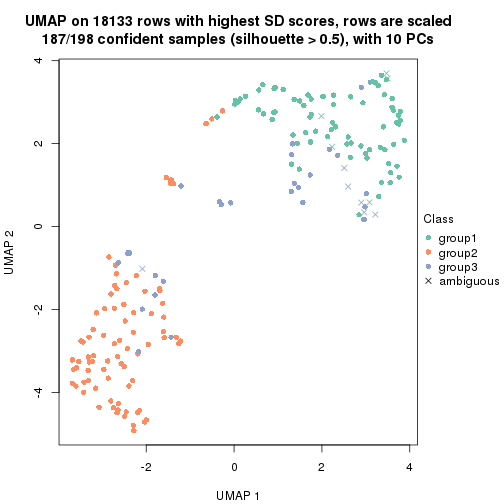 UMAP on 18133 rows with highest SD scores, rows are scaled
187/198 confident samples (silhouette > 0.5), with 10 PCs
4
2
0
-2
-4
UMAP 2
-2
0
2
4
UMAP 1
Class
group1
group2
group3
ambiguous